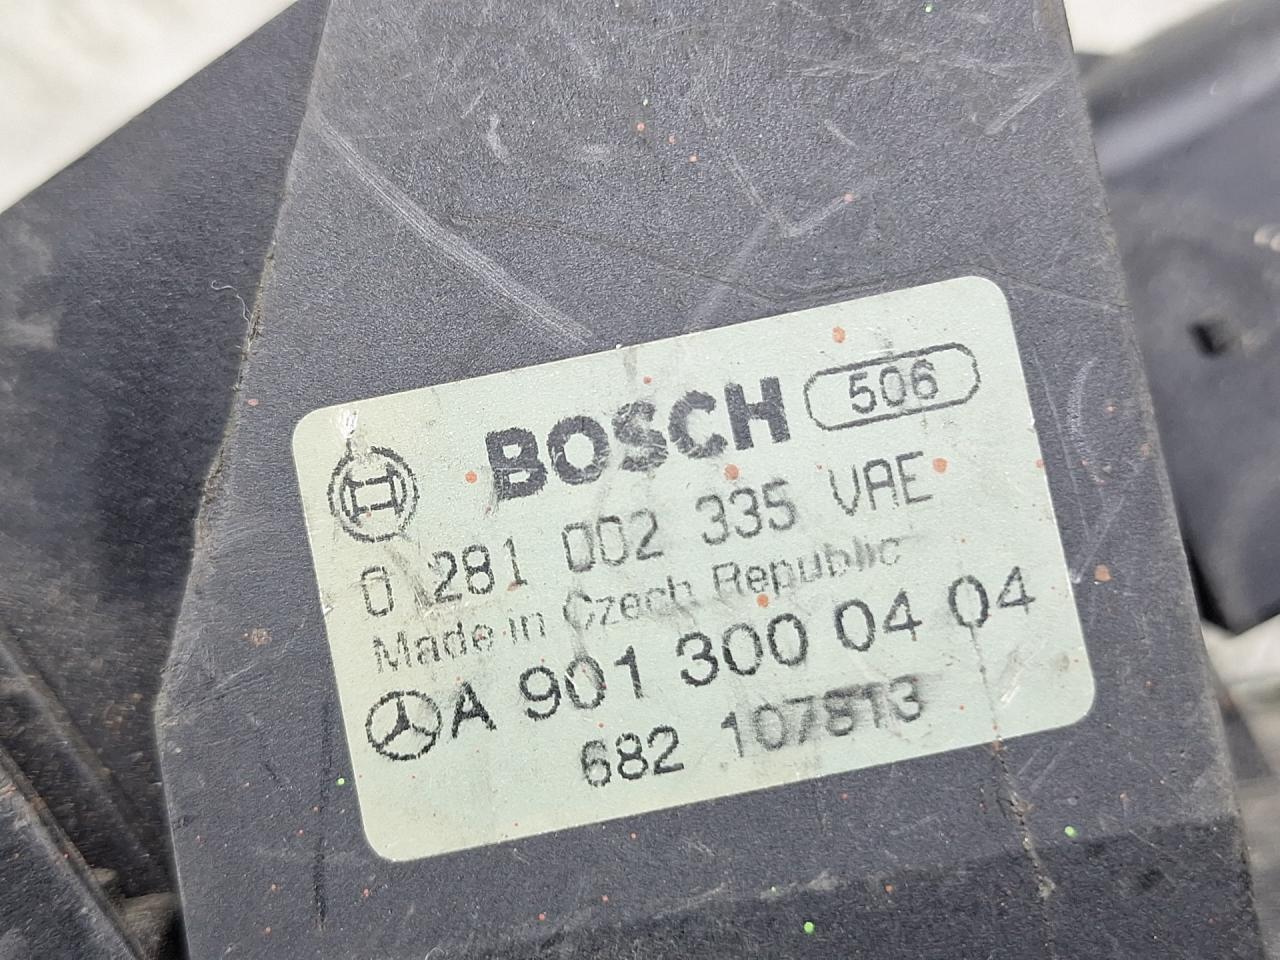 BOSCH 506
0 281 002 335 VAE
Made in Czech Republic
A 901 300 04 04
682 107813